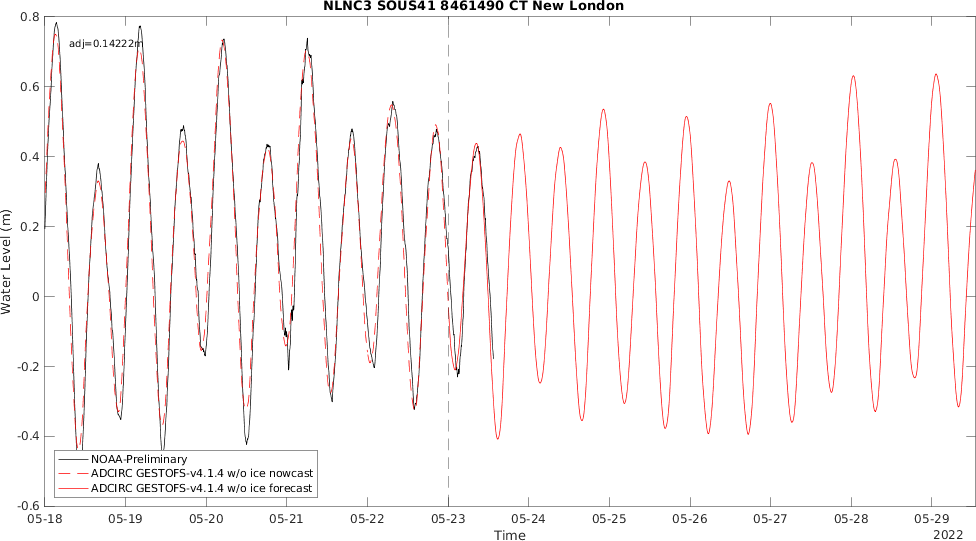 NLNC3 SOUS41 8461490 CT New London
adj=0.14222m
Water Level (m)
0.8
0.6
0.4
0.2
0
-0.2
-0.4
-0.6
NOAA-Preliminary
ADCIRC GESTOFS-v4.1.4 w/o ice nowcast
ADCIRC GESTOFS-v4.1.4 w/o ice forecast
05-18 05-19 05-20 05-21 05-22 05-23 05-24 05-25 05-26 05-27 05-28 05-29
Time
2022